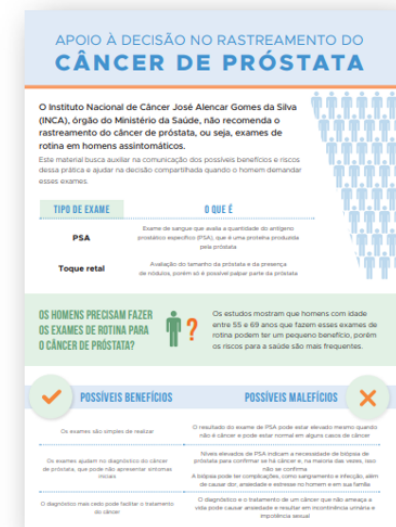 APOIO À DECISÃO NO RASTREAMENTO DO
CÂNCER DE PRÓSTATA
O Instituto Nacional de Câncer José Alencar Gomes da Silva
(INCA), órgão do Ministério da Saúde, não recomenda o
rastreamento do câncer de próstata, ou seja, exames de
rotina em homens assintomáticos.
Este material busca auxiliar na comunicação dos possíveis benefícios e riscos
dessa prática e ajudar na decisão compartilhada quando o homem demandar
esses exames.
TIPO DE EXAME
O QUE É
PSA
Exame de sangue que avalia a quantidade do antígeno
prostático específico (PSA), que é uma proteína produzida
pela próstata
Toque retal
Avaliação do tamanho da próstata e da presença
de nódulos, porém só é possível palpar parte da próstata
OS HOMENS PRECISAM FAZER
OS EXAMES DE ROTINA PARA
O CÂNCER DE PRÓSTATA?
?
Os estudos mostram que homens com idade
entre 55 e 69 anos que fazem esses exames de
rotina podem ter um pequeno benefício, porém
os riscos para a saúde são mais frequentes.
POSSÍVEIS BENEFÍCIOS
POSSÍVEIS MALEFÍCIOS
Os exames são simples de realizar
O resultado do exame de PSA pode estar elevado mesmo quando
não é câncer e pode estar normal em alguns casos de câncer
Os exames ajudam no diagnóstico do câncer
de próstata, que pode não apresentar sintomas
iniciais
Níveis elevados de PSA indicam a necessidade de biópsia de
próstata para confirmar se há câncer e, na maioria das vezes, isso
não se confirma
A biópsia pode ter complicações, como sangramento e infecção, além
de causar dor, ansiedade e estresse no homem e em sua família
O diagnóstico mais cedo pode facilitar o tratamento
do câncer
O diagnóstico e o tratamento de um câncer que não ameaça a
vida pode causar ansiedade e resultar em incontinência urinária e
impotência sexual